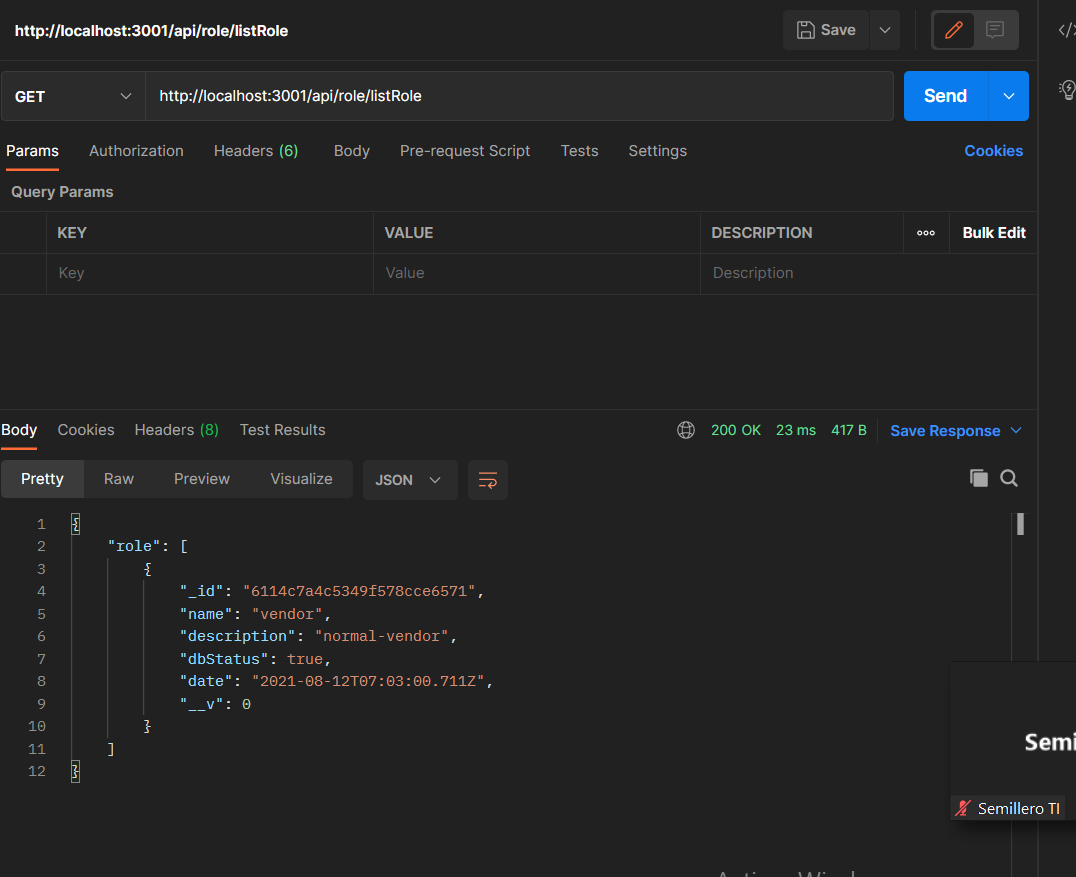 http://localhost:3001/api/role/listRole
Save
GET
http://localhost:3001/api/role/listRole
Send
Params Authorization Headers (6) Body Pre-request Script Tests Settings Cookies
Query Params
KEY VALUE DESCRIPTION ooo Bulk Edit
Key Value Description
Body Cookies Headers (8) Test Results 200 OK 23 ms 417 B Save Response
Pretty Raw Preview Visualize JSON
1 {
2 "role": [
3 {
4 "_id": "6114c7a4c5349f578cce6571",
5 "name": "vendor",
6 "description": "normal-vendor",
7 "dbStatus": true,
8 "date": "2021-08-12T07:03:00.711Z",
9 "__v": 0
10 }
11 ]
12 }
Semi
Semillero TI